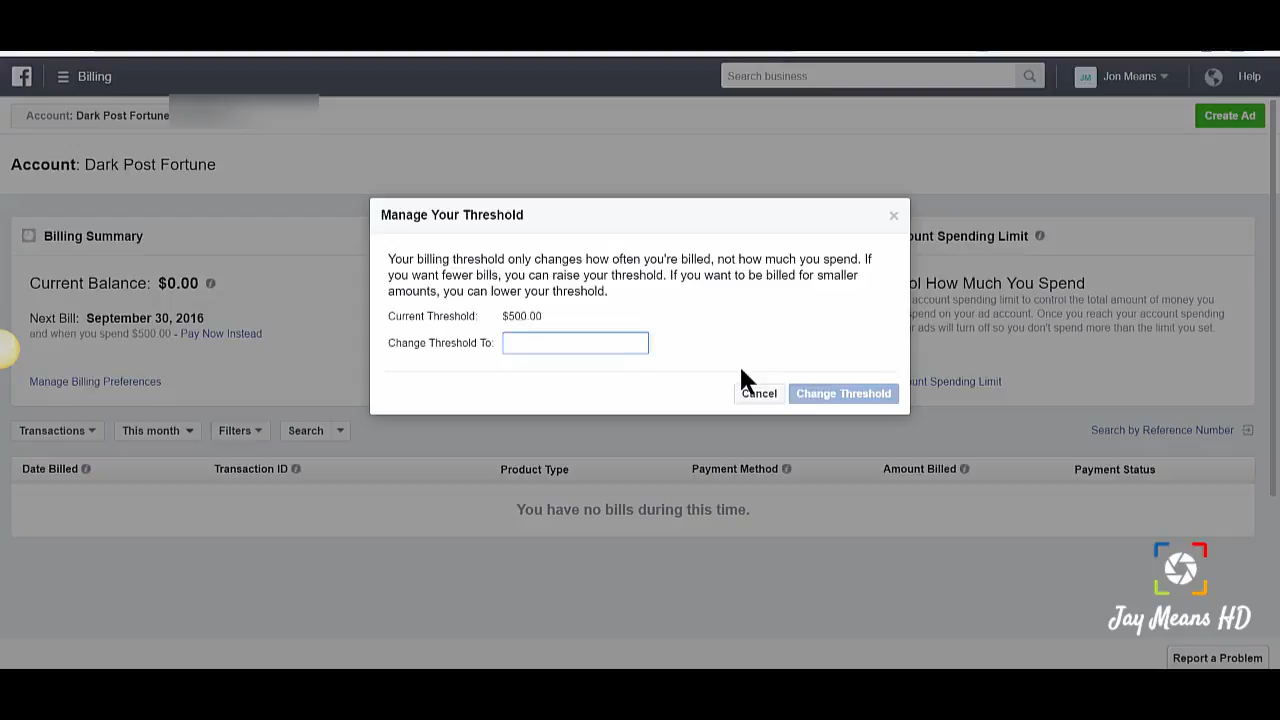 Billing
Search business
JM
Jon Means
Help
Account: Dark Post Fortune
Create Ad
Account: Dark Post Fortune
Manage Your Threshold
Billing Summary
ount Spending Limit
Your billing threshold only changes how often you're billed, not how much you spend. If
you want fewer bills, you can raise your threshold. If you want to be billed for smaller
amounts, you can lower your threshold.
Current Balance: $0.00
ol How Much You Spend
account spending limit to control the total amount of money you
spend on your ad account. Once you reach your account spending
r ads will turn off so you don't spend more than the limit you set.
Next Bill: September 30, 2016
and when you spend $500.00 - Pay Now Instead
Current Threshold: $500.00
Change Threshold To:
Manage Billing Preferences
ount Spending Limit
Cancel
Change Threshold
Transactions
This month
Filters
Search
Search by Reference Number
Date Billed
Transaction ID
Product Type
Payment Method
Amount Billed
Payment Status
You have no bills during this time.
Jay Means HD
Report a Problem